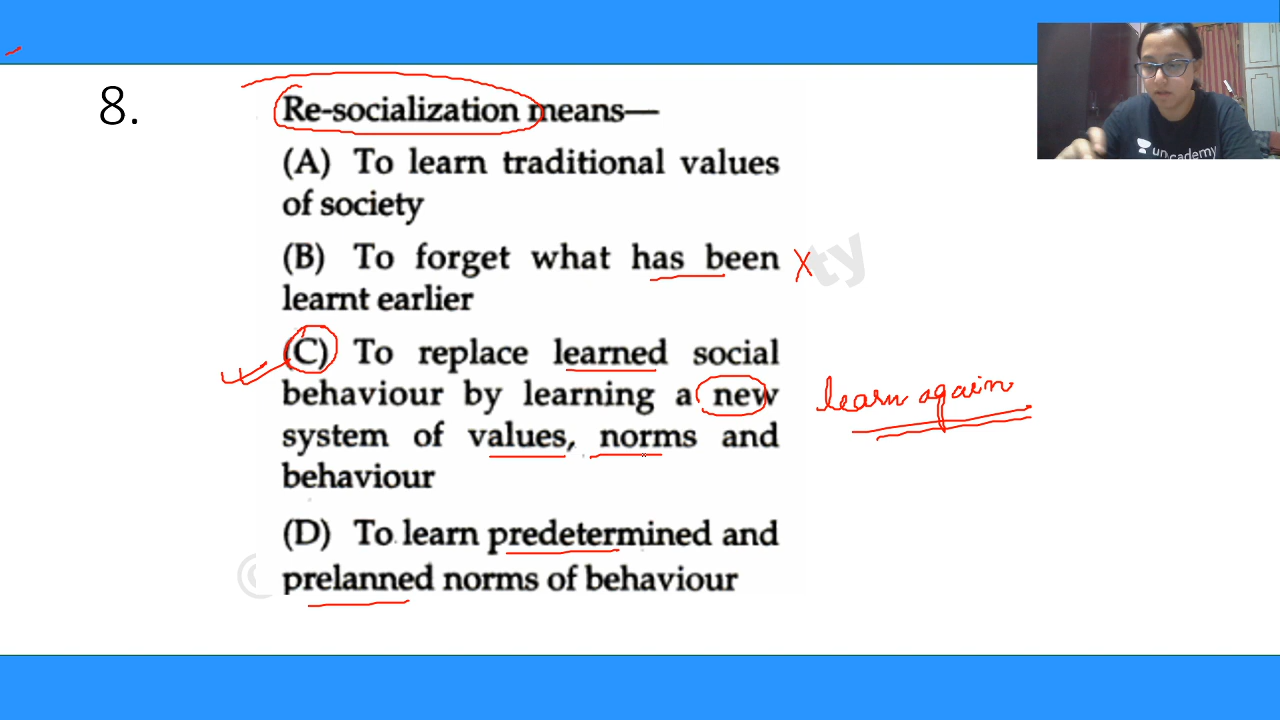 8.
Re-socialization means—
(A) To learn traditional values
of society
(B) To forget what has been
learnt earlier
X
ty
(C) To replace learned social
behaviour by learning a new
system of values, norms and
behaviour
learn again
(D) To learn predetermined and
prelanned norms of behaviour
©
unacademy